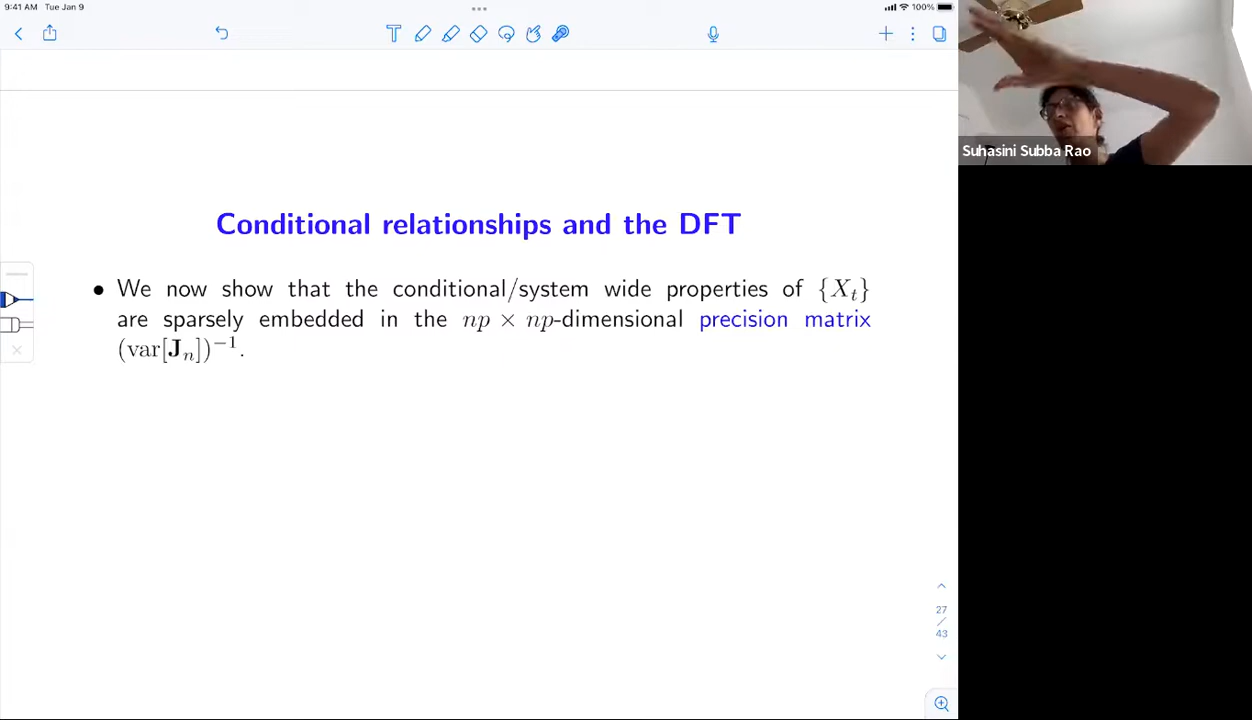 9:41 AM Tue Jan 9
100%
Suhasini Subba Rao
Conditional relationships and the DFT
• We now show that the conditional/system wide properties of {X_t}
are sparsely embedded in the np × np-dimensional precision matrix
(var[J_n])^{-1}.
27
/
43